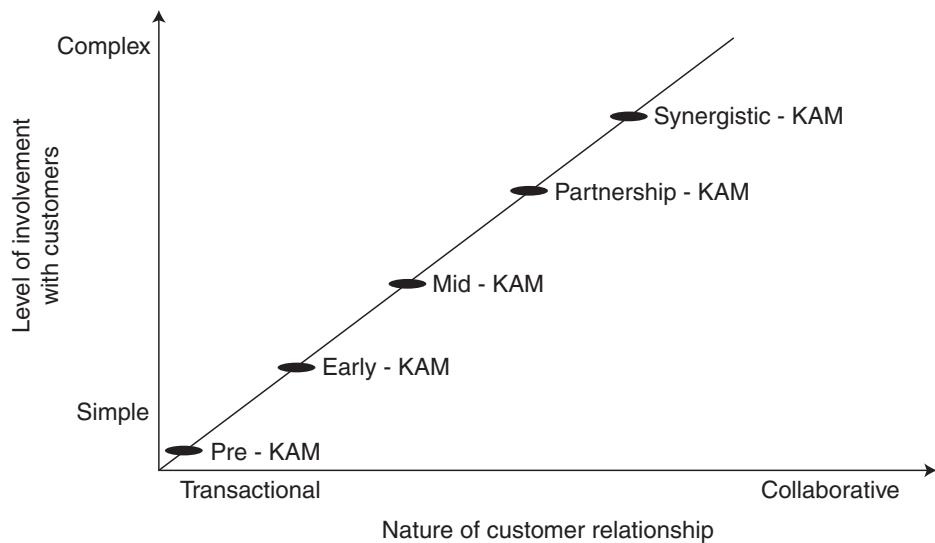 Complex
Synergistic - KAM
Partnership - KAM
Level of involvement
with customers
Mid - KAM
Early - KAM
Simple
Pre - KAM
Transactional
Collaborative
Nature of customer relationship